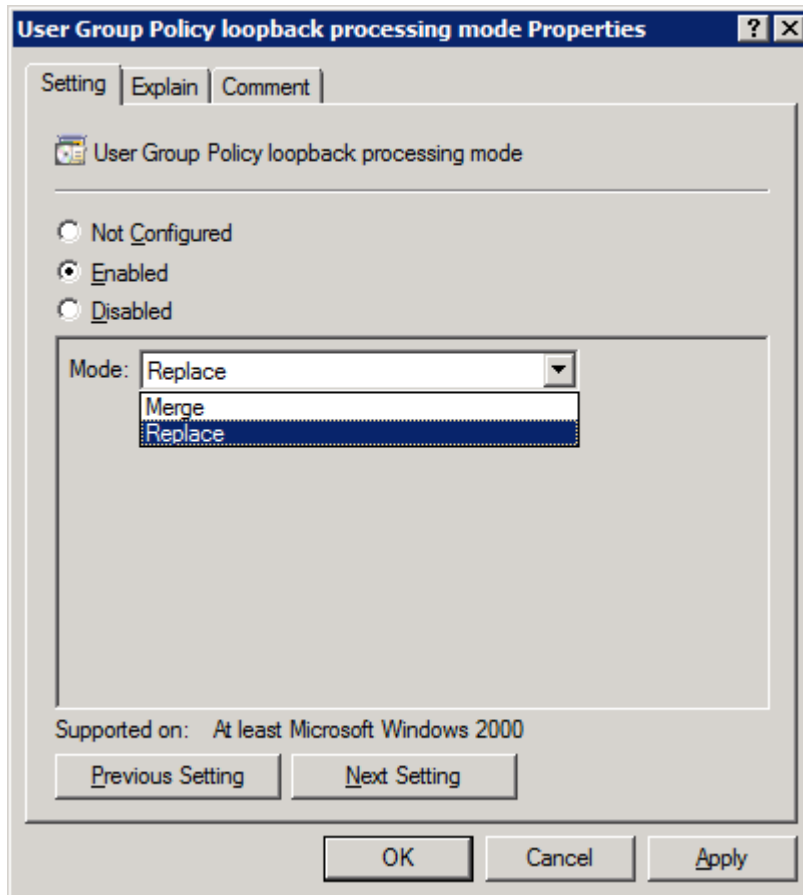 User Group Policy loopback processing mode Properties
Setting Explain Comment
User Group Policy loopback processing mode
Not Configured
Enabled
Disabled
Mode: Replace
Merge
Replace
Supported on: At least Microsoft Windows 2000
Previous Setting Next Setting
OK Cancel Apply